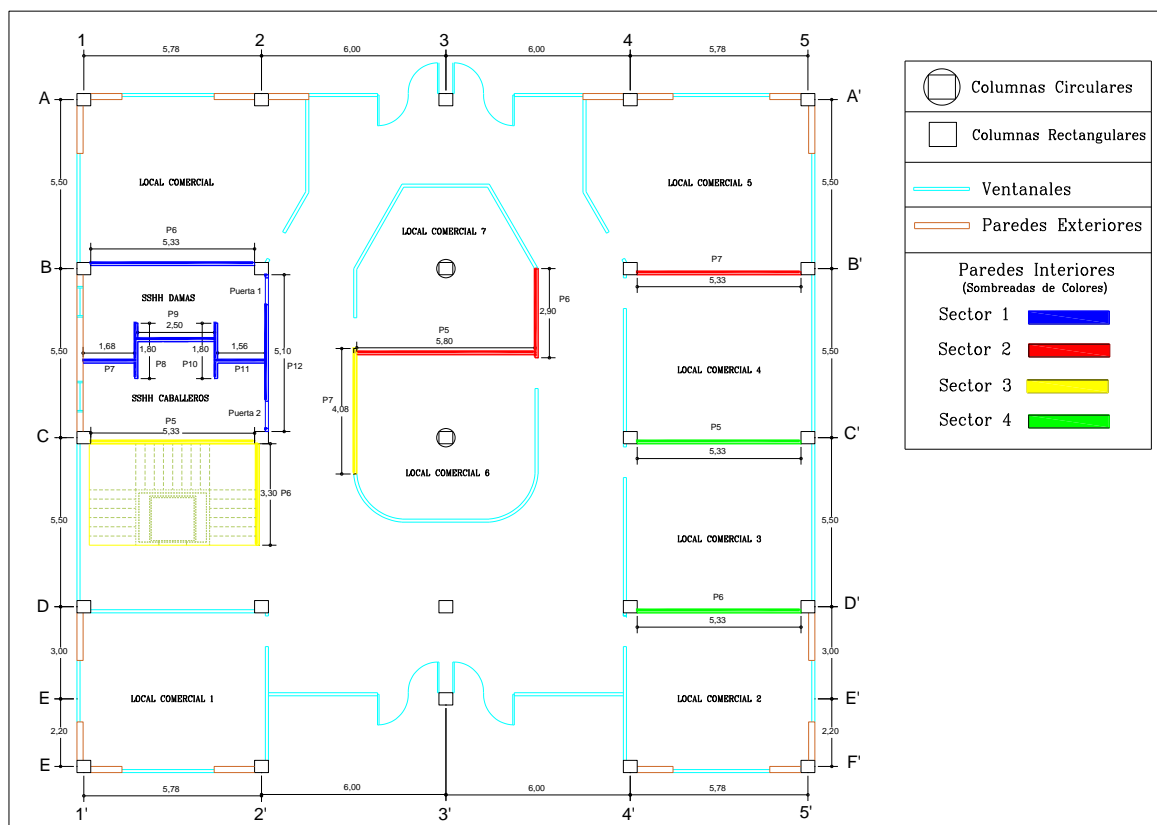 1 2 3 4 5
5,78 6,00 6,00 5,78
A A'
Columnas Circulares
Columnas Rectangulares
Ventanales
Paredes Exteriores
Paredes Interiores
(Sombreadas de Colores)
Sector 1
Sector 2
Sector 3
Sector 4
5,50 5,50
LOCAL COMERCIAL
LOCAL COMERCIAL 5
LOCAL COMERCIAL 7
P6
5,33
B B'
P7
5,33
Puerta 1
SSHH DAMAS
P9
2,50
P6
2,90
5,50 5,50
1,68 1,80 1,80 1,56 5,10
P7 P8 P10 P11 P12
P5
5,80
LOCAL COMERCIAL 4
SSHH CABALLEROS
Puerta 2
P7
4,08
P5
5,33
C C'
P5
5,33
LOCAL COMERCIAL 6
3,30 P6
5,50 5,50
LOCAL COMERCIAL 3
P6
5,33
D D'
3,00 3,00
LOCAL COMERCIAL 1
LOCAL COMERCIAL 2
E E'
2,20 2,20
E F'
5,78 6,00 6,00 5,78
1' 2' 3' 4' 5'